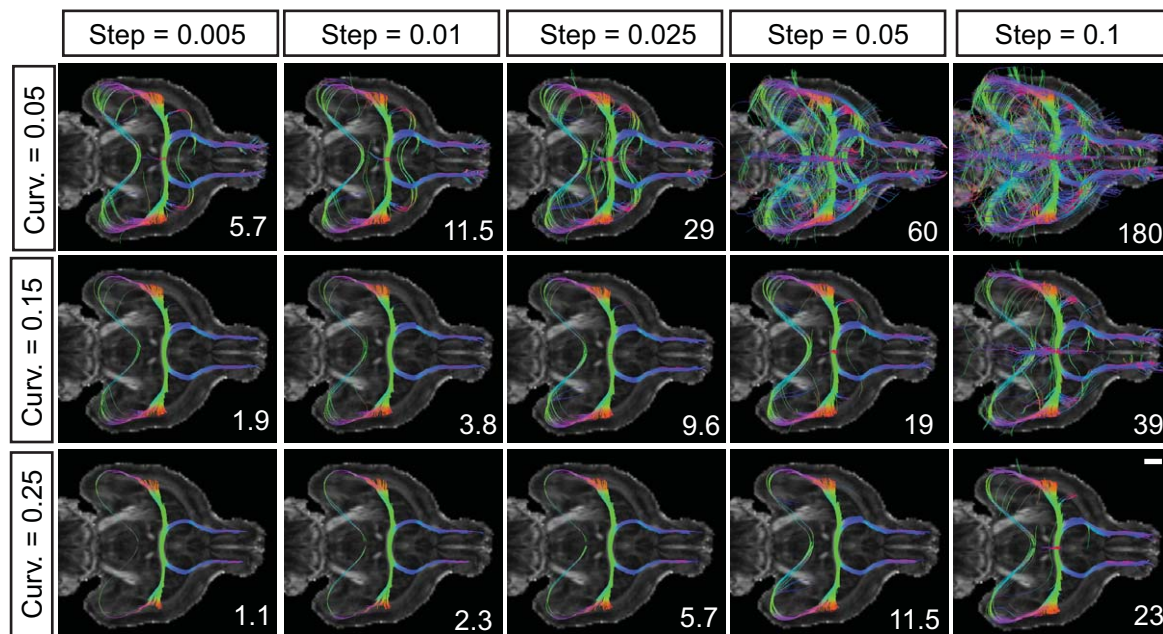 Step = 0.005
Step = 0.01
Step = 0.025
Step = 0.05
Step = 0.1
Curv. = 0.05
5.7
11.5
29
60
180
Curv. = 0.15
1.9
3.8
9.6
19
39
Curv. = 0.25
1.1
2.3
5.7
11.5
23